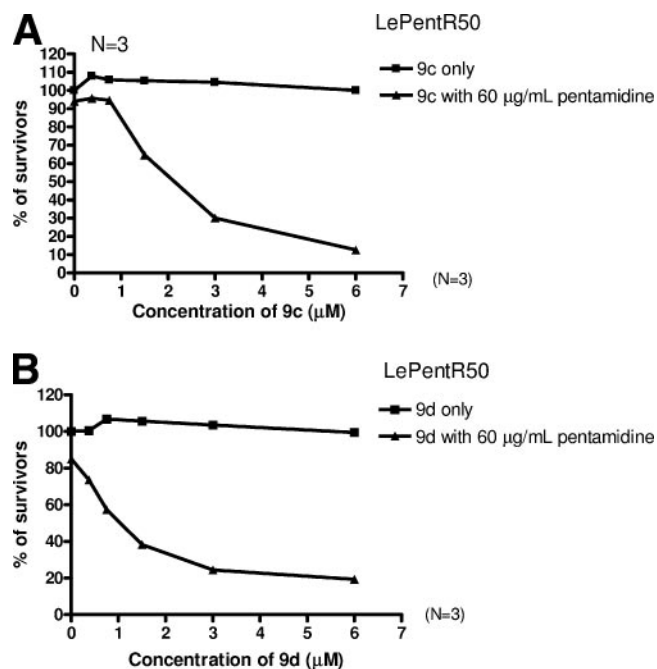 A
N=3
LePentR50
9c only
9c with 60 µg/mL pentamidine
% of survivors
120
110
100
90
80
70
60
50
40
30
20
10
0
0 1 2 3 4 5 6 7
Concentration of 9c (µM)
(N=3)
B
LePentR50
9d only
9d with 60 µg/mL pentamidine
% of survivors
120
100
80
60
40
20
0
0 1 2 3 4 5 6 7
Concentration of 9d (µM)
(N=3)